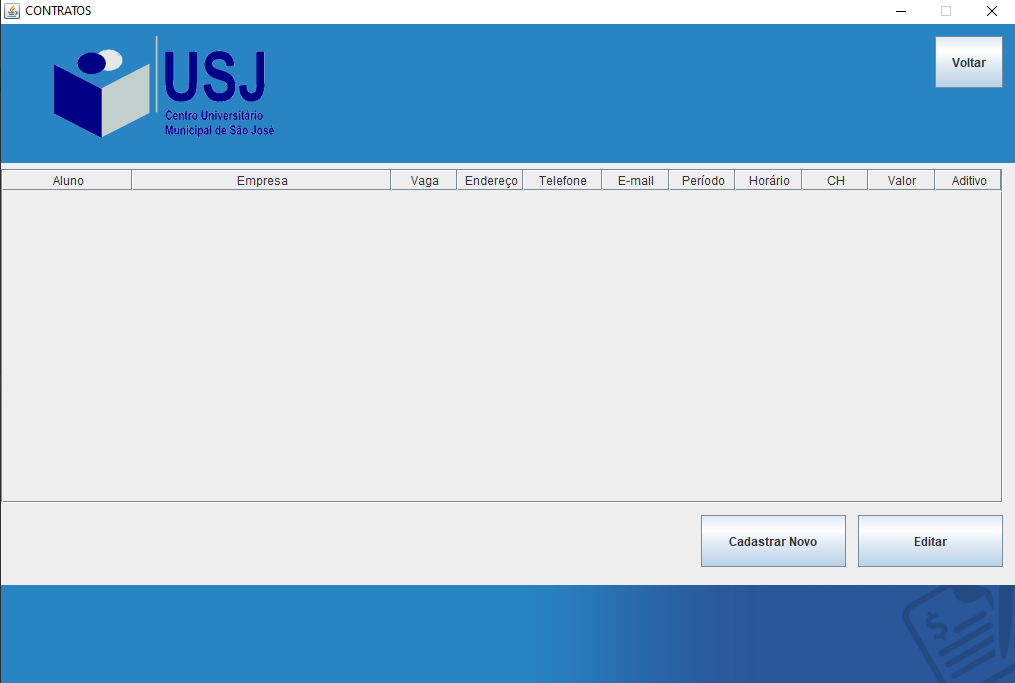 CONTRATOS
USJ
Centro Universitário
Municipal de São José
Voltar
Aluno Empresa Vaga Endereço Telefone E-mail Período Horário CH Valor Aditivo
Cadastrar Novo Editar
$